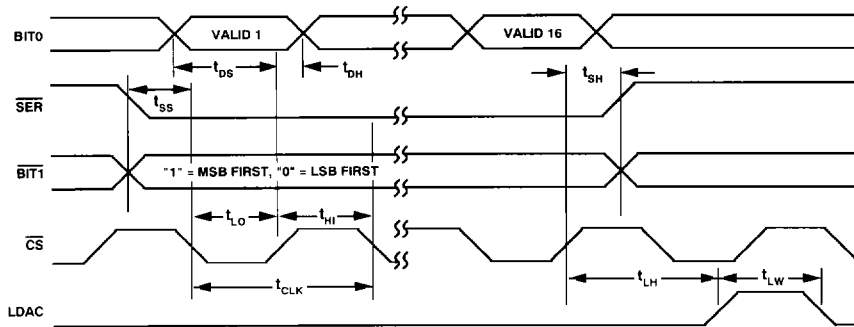 BIT0
VALID 1
VALID 16
tDS
tDH
tSH
SER
tSS
BIT1
"1" = MSB FIRST, "0" = LSB FIRST
tLO
tHI
CS
tCLK
tLH
tLW
LDAC